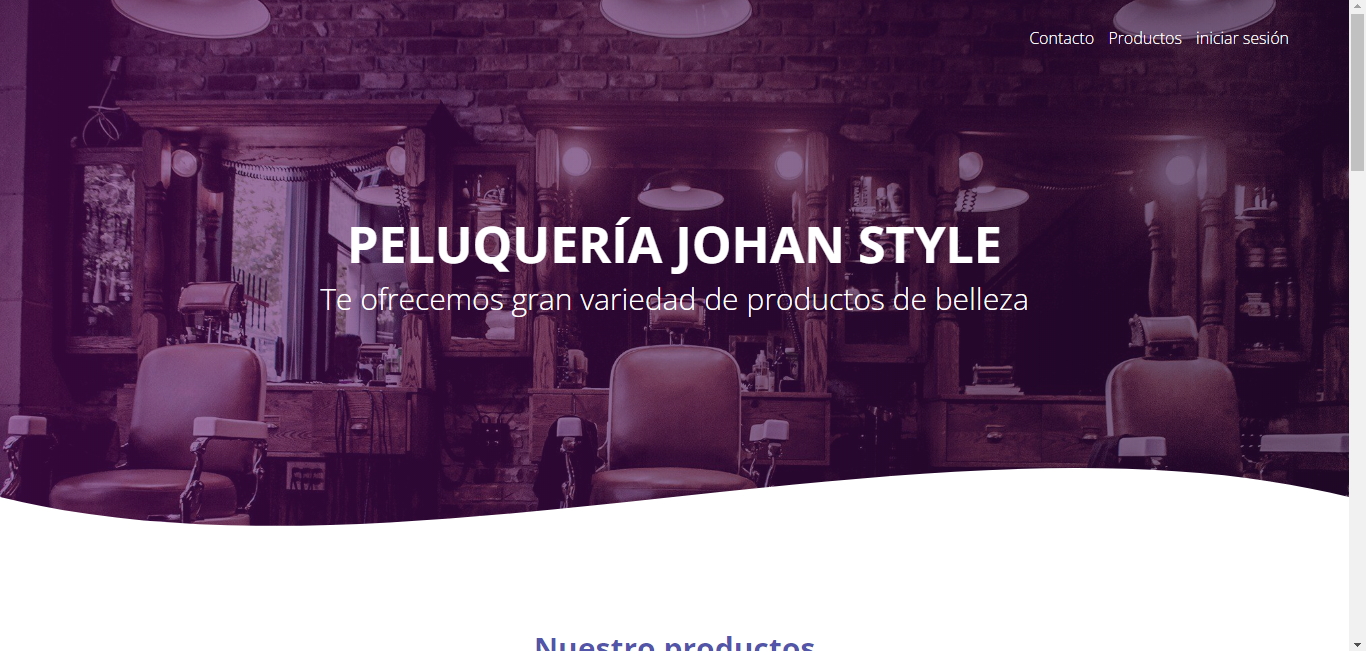 Contacto Productos iniciar sesión
PELUQUERÍA JOHAN STYLE
Te ofrecemos gran variedad de productos de belleza
Nuestro productos